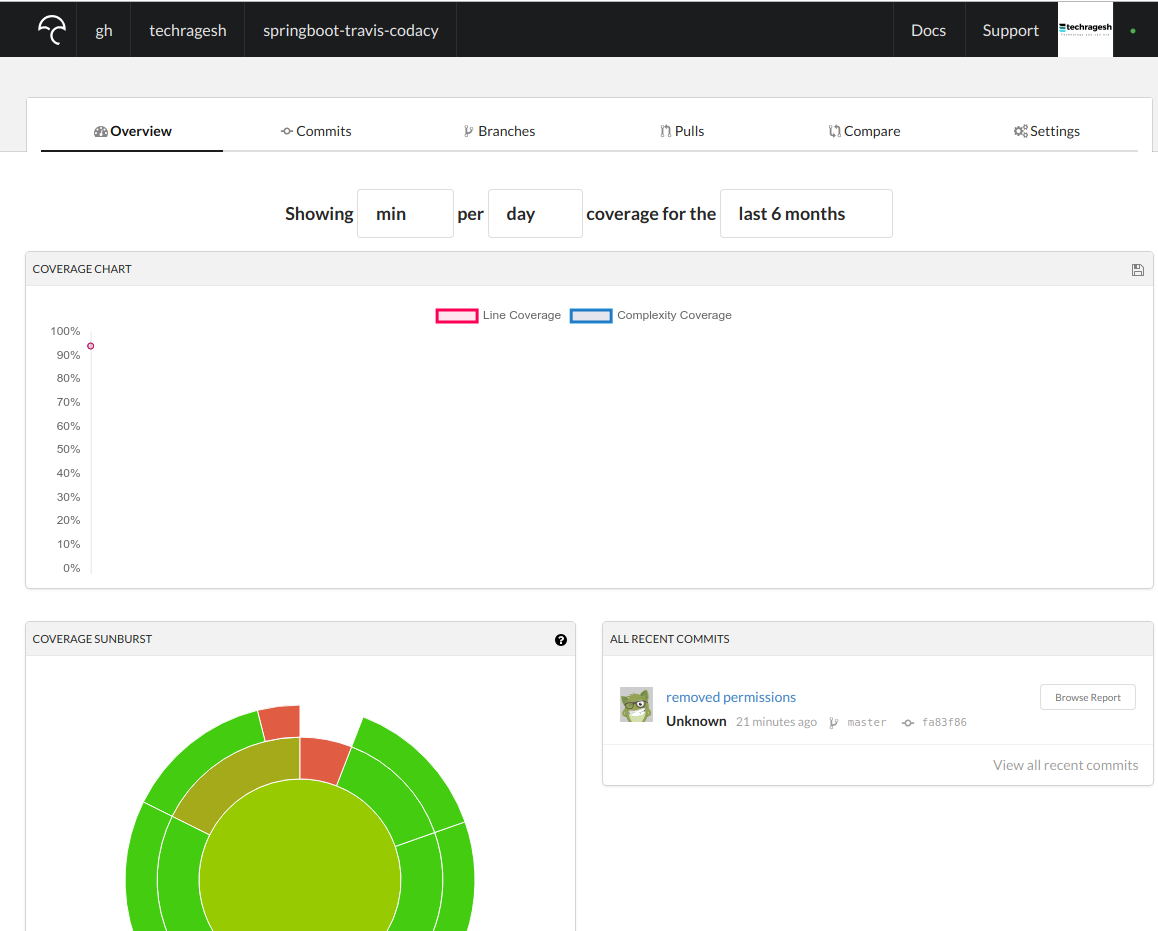 gh techragesh springboot-travis-codacy Docs Support techragesh
Overview Commits Branches Pulls Compare Settings
Showing min per day coverage for the last 6 months
COVERAGE CHART
Line Coverage Complexity Coverage
100%
90%
80%
70%
60%
50%
40%
30%
20%
10%
0%
COVERAGE SUNBURST
?
ALL RECENT COMMITS
removed permissions
Browse Report
Unknown 21 minutes ago master fa83f86
View all recent commits